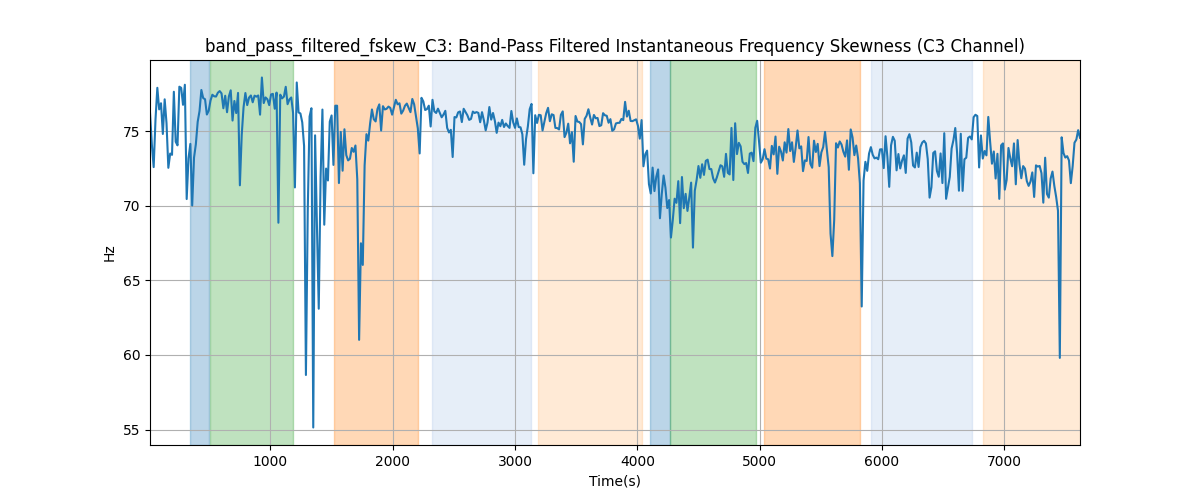 band_pass_filtered_fskew_C3: Band-Pass Filtered Instantaneous Frequency Skewness (C3 Channel)
75
70
65
60
55
Hz
1000 2000 3000 4000 5000 6000 7000
Time(s)